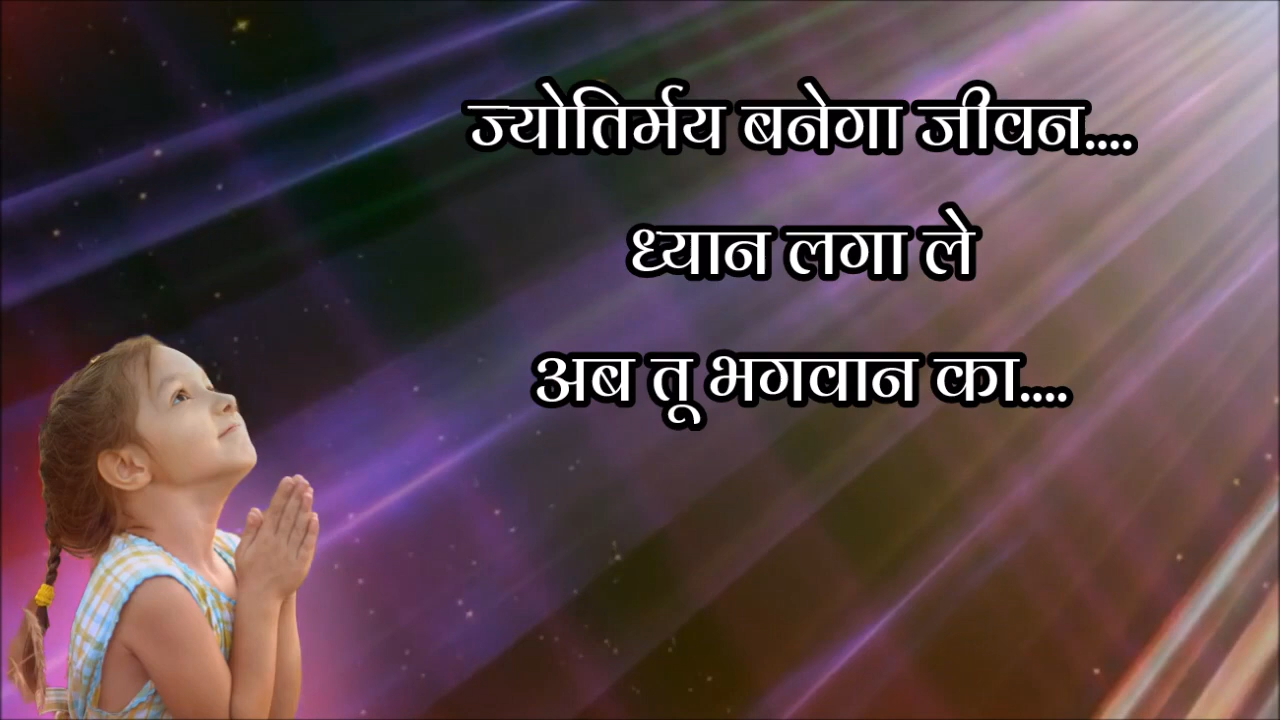 ज्योतिर्मय बनेगा जीवन....
ध्यान लगा ले
अब तू भगवान का....